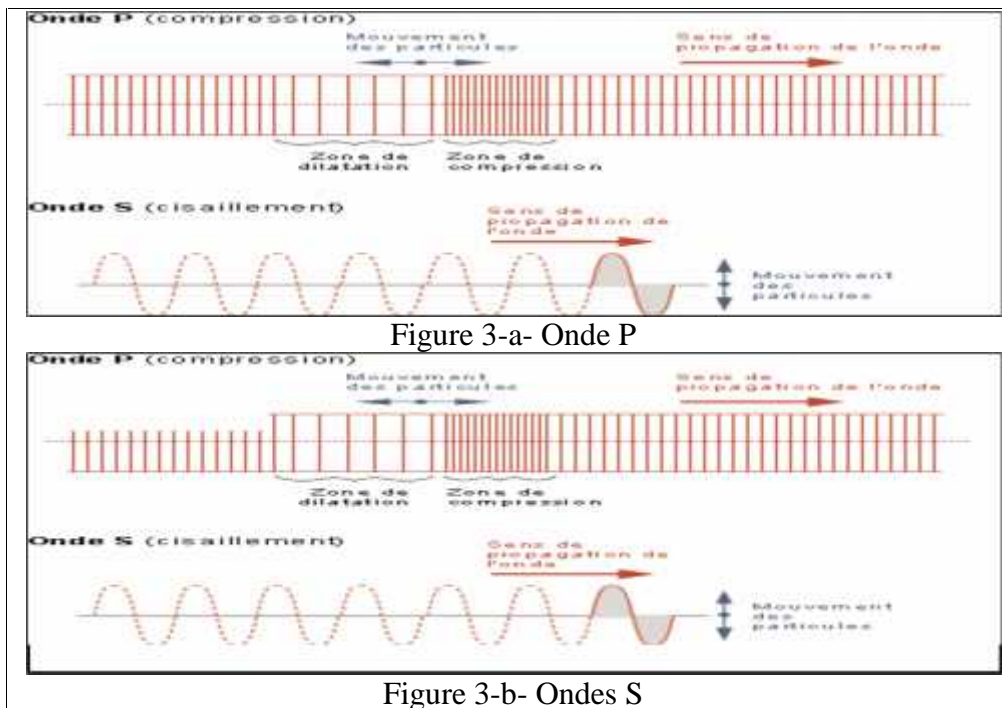 Onde P (compression)
Mouvement
des particules
Sens de
propagation de l'onde
Zone de
dilatation
Zone de
compression
Onde S (cisaillement)
Sens de
propagation de
l'onde
Mouvement
des
particules
Figure 3-a- Onde P
Onde P (compression)
Mouvement
des particules
Sens de
propagation de l'onde
Zone de
dilatation
Zone de
compression
Onde S (cisaillement)
Sens de
propagation de
l'onde
Mouvement
des
particules
Figure 3-b- Ondes S